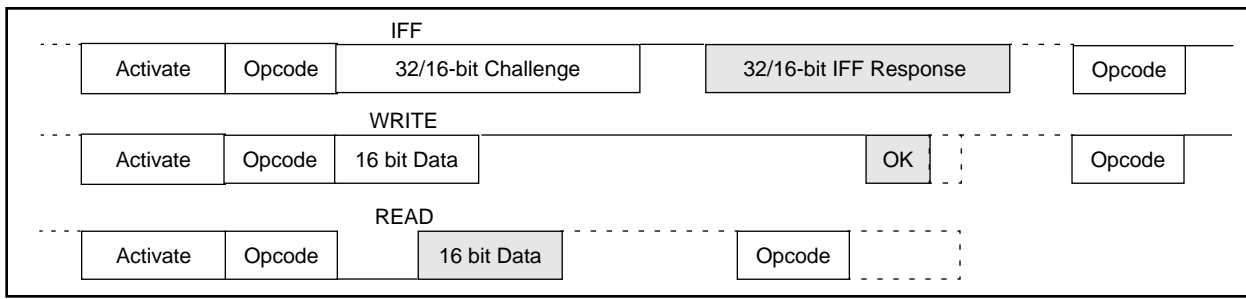 IFF
Activate Opcode 32/16-bit Challenge 32/16-bit IFF Response Opcode
WRITE
Activate Opcode 16 bit Data OK Opcode
READ
Activate Opcode 16 bit Data Opcode